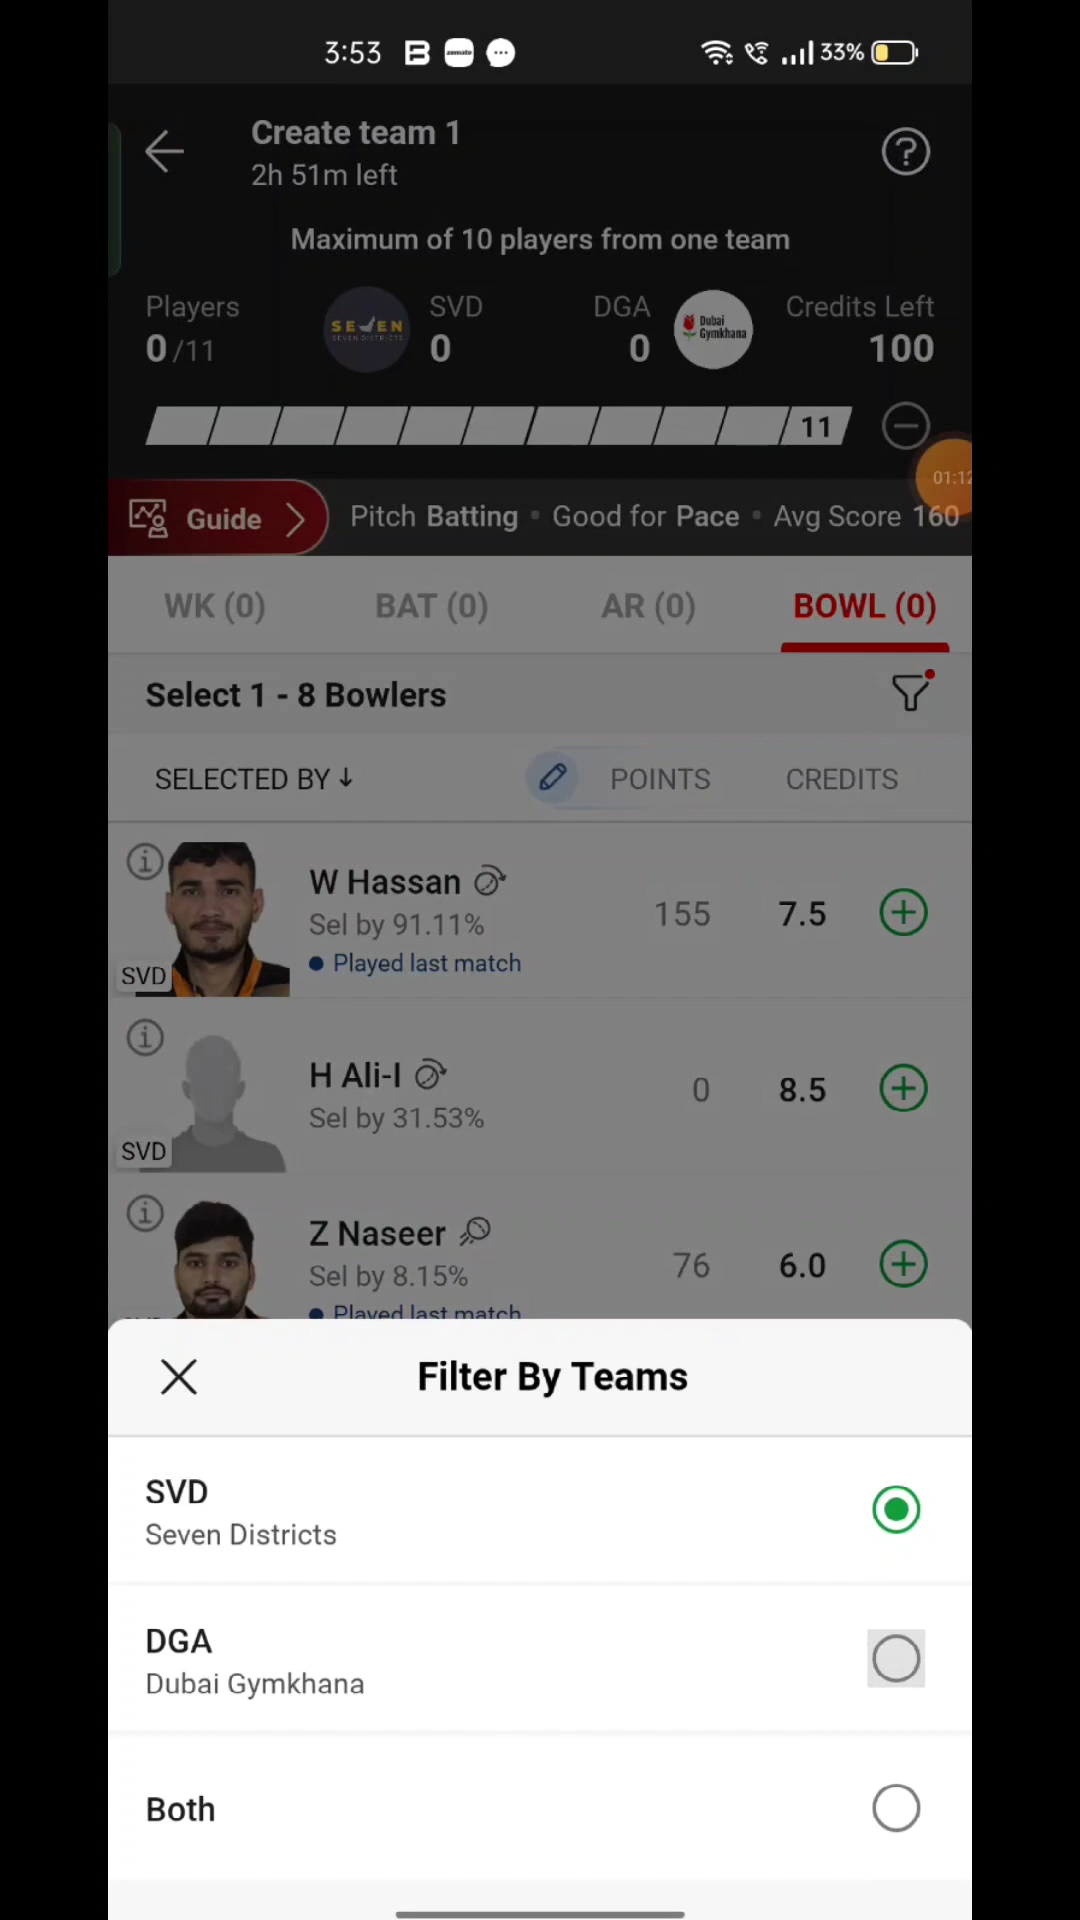 3:53 zomato 33%
Create team 1
2h 51m left
Maximum of 10 players from one team
Players SVD DGA Credits Left
0/11 0 0 100
SEVEN
SEVEN DISTRICTS
Dubai
Gymkhana
11
01:12
Guide Pitch Batting • Good for Pace • Avg Score 160
WK (0) BAT (0) AR (0) BOWL (0)
Select 1 - 8 Bowlers
SELECTED BY ↓ POINTS CREDITS
W Hassan
Sel by 91.11%
155 7.5
Played last match
SVD
H Ali-I
Sel by 31.53%
0 8.5
SVD
Z Naseer
Sel by 8.15%
76 6.0
Played last match
Filter By Teams
SVD
Seven Districts
DGA
Dubai Gymkhana
Both